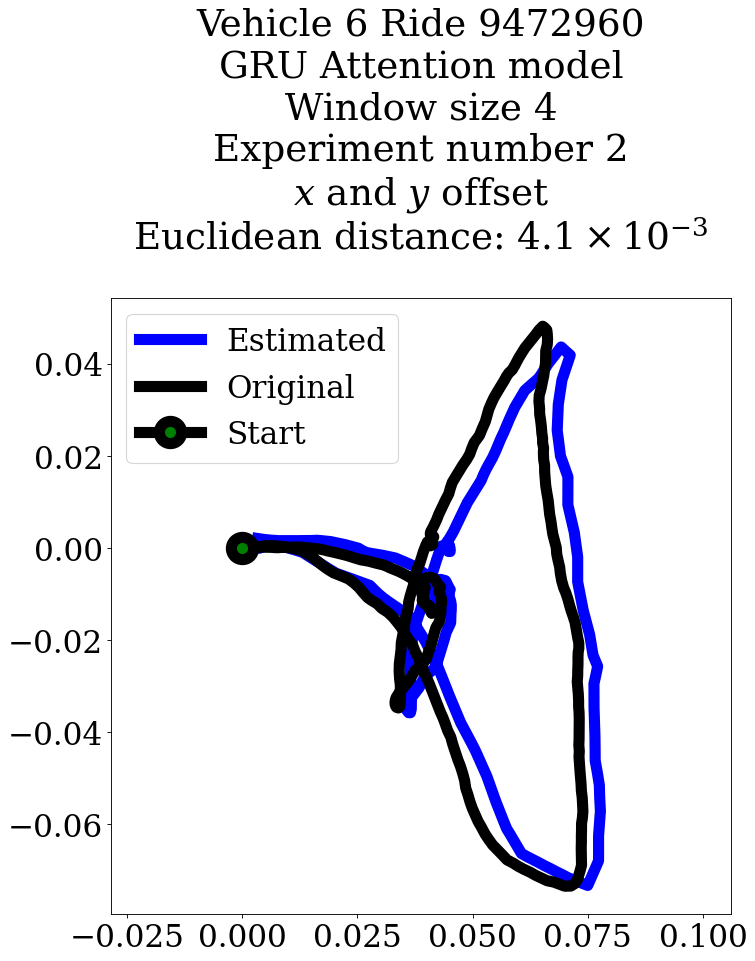 Vehicle 6 Ride 9472960
GRU Attention model
Window size 4
Experiment number 2
x and y offset
Euclidean distance: 4.1 × 10⁻³
Estimated
Original
Start
0.04
0.02
0.00
−0.02
−0.04
−0.06
−0.025 0.000 0.025 0.050 0.075 0.100